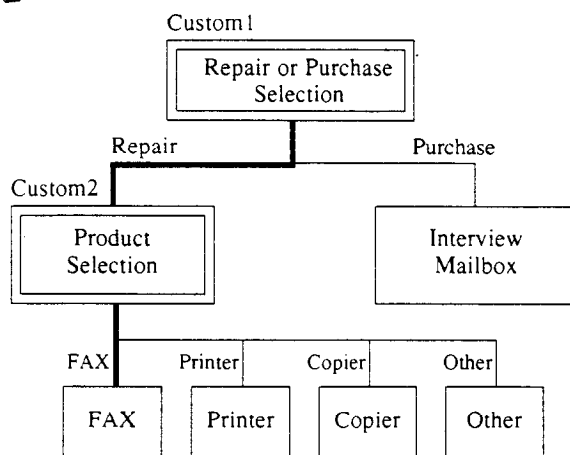 Custom1
Repair or Purchase
Selection
Repair
Purchase
Custom2
Product
Selection
Interview
Mailbox
FAX
Printer
Copier
Other
FAX
Printer
Copier
Other